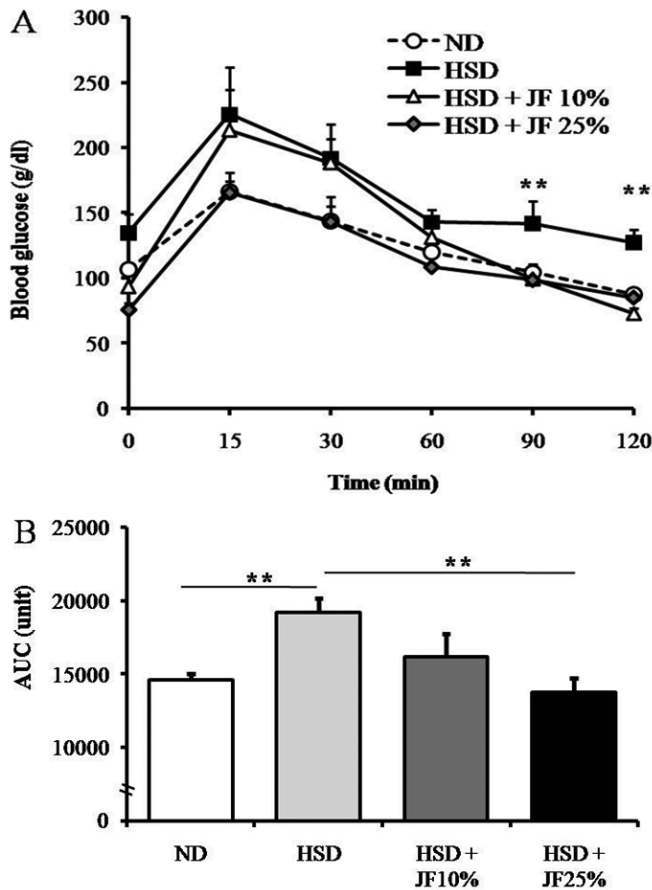 A
300
250
200
150
100
50
0
Blood glucose (g/dl)
ND
HSD
HSD + JF 10%
HSD + JF 25%
**
**
0 15 30 60 90 120
Time (min)
B
25000
20000
15000
10000
0
AUC (unit)
**
**
ND HSD HSD + JF10% HSD + JF25%